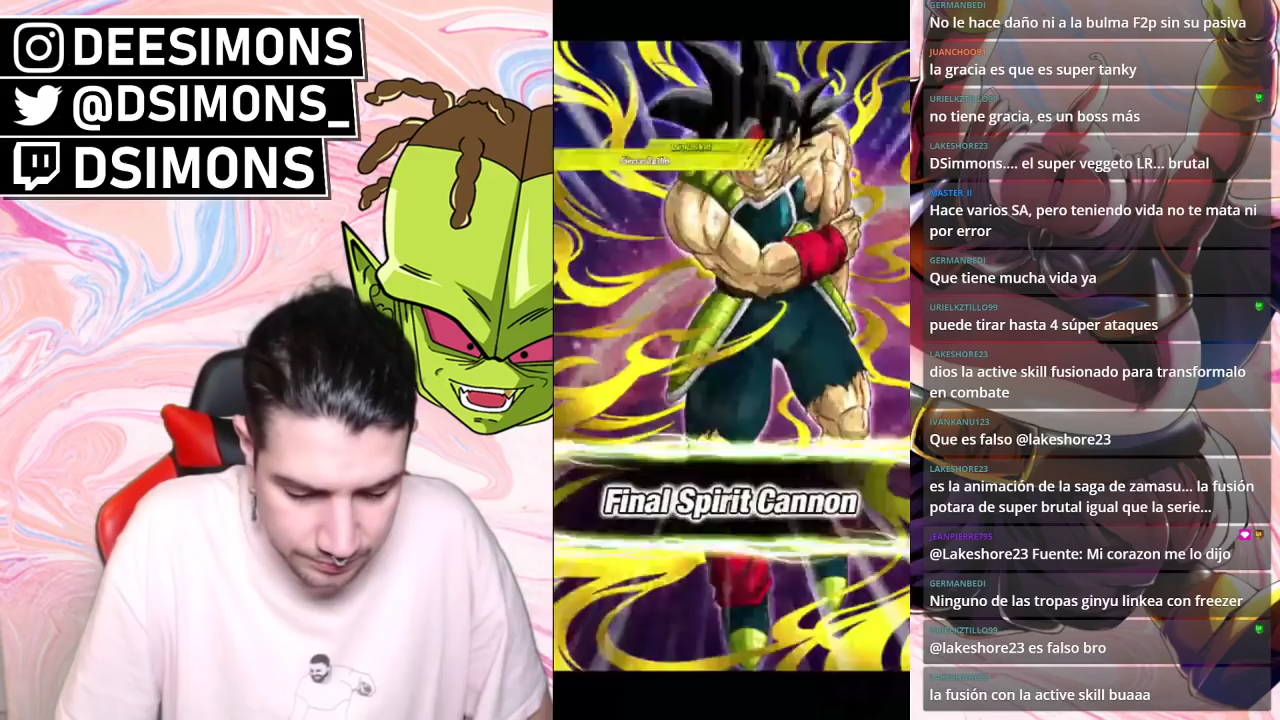 DEESIMONS
@DSIMONS_
DSIMONS
Final Spirit Cannon
GERMANBEDI
No le hace daño ni a la bulma F2p sin su pasiva
JUANCHOO91
la gracia es que es super tanky
URIELKZTILLO99
no tiene gracia, es un boss más
LAKESHORE23
DSimmons.... el super veggeto LR... brutal
MASTER II
Hace varios SA, pero teniendo vida no te mata ni
por error
GERMANBEDI
Que tiene mucha vida ya
URIELKZTILLO99
puede tirar hasta 4 súper ataques
LAKESHORE23
dios la active skill fusionado para transformalo
en combate
IVANKANU123
Que es falso @lakeshore23
LAKESHORE23
es la animación de la saga de zamasu... la fusión
potara de super brutal igual que la serie...
JEANPIERRE795
@Lakeshore23 Fuente: Mi corazon me lo dijo
GERMANBEDI
Ninguno de las tropas ginyu linkea con freezer
URIELKZTILLO99
@lakeshore23 es falso bro
LAKESHORE23
la fusión con la active skill buaaa